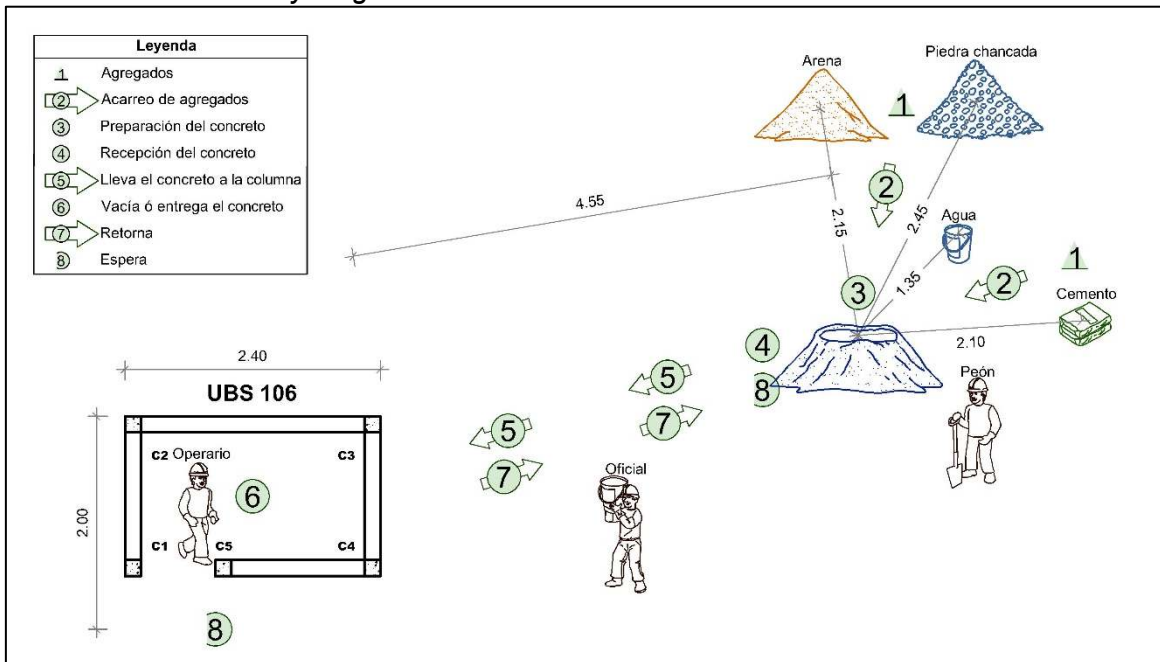 Leyenda
1 Agregados
2 Acarreo de agregados
3 Preparación del concreto
4 Recepción del concreto
5 Lleva el concreto a la columna
6 Vacía ó entrega el concreto
7 Retorna
8 Espera
Arena
Piedra chancada
1
2
4.55
2.15
2.45
Agua
1.35
1
2
Cemento
3
2.10
4
8
Peón
5
7
5
7
Oficial
2.40
UBS 106
2.00
C2 Operario
C3
6
C1
C5
C4
8